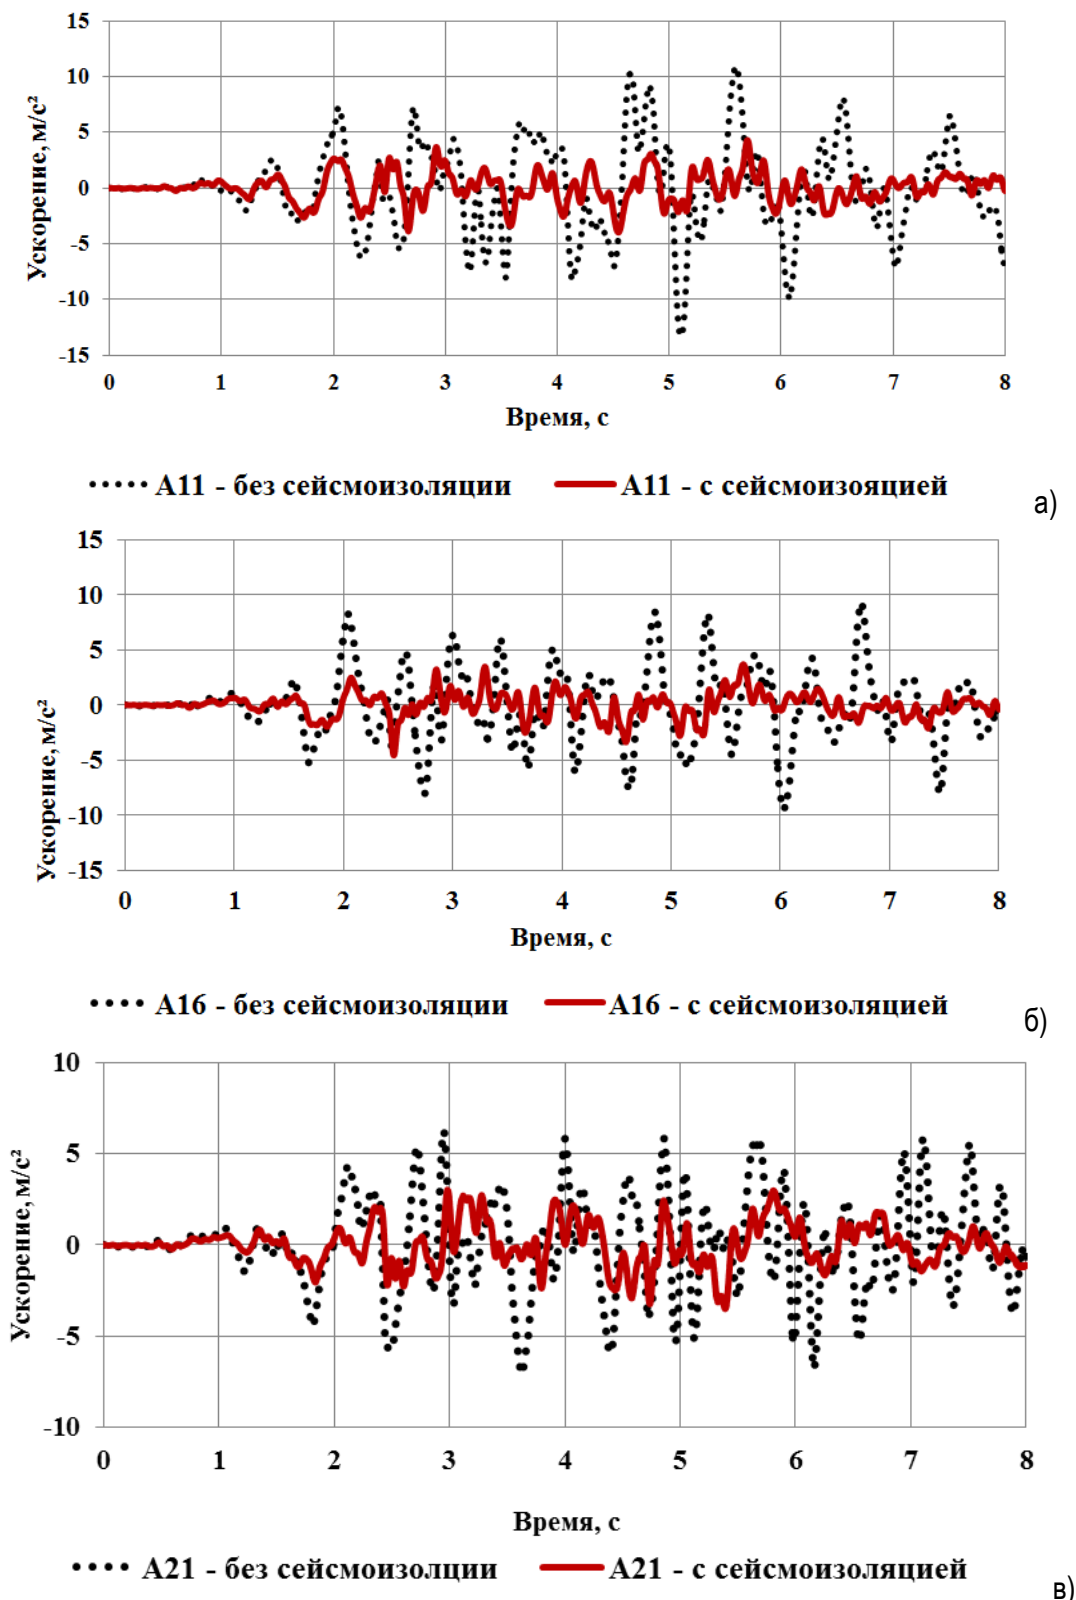 15
10
5
0
-5
-10
-15
Ускорение, м/с²
0 1 2 3 4 5 6 7 8
Время, с
А11 - без сейсмоизоляции А11 - с сейсмоизояцией
а)
15
10
5
0
-5
-10
-15
Ускорение, м/с²
0 1 2 3 4 5 6 7 8
Время, с
А16 - без сейсмоизоляции А16 - с сейсмоизоляцией
б)
10
5
0
-5
-10
Ускорение, м/с²
0 1 2 3 4 5 6 7 8
Время, с
А21 - без сейсмоизолции А21 - с сейсмоизоляцией
в)